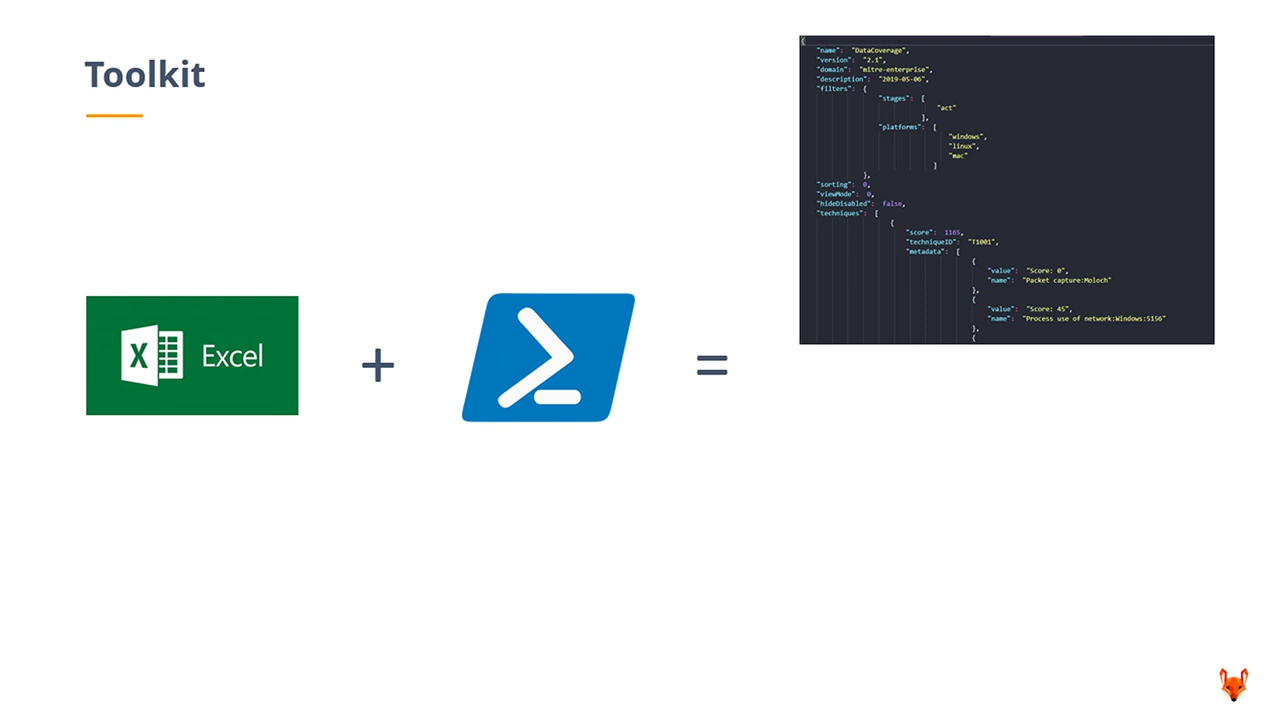 Toolkit
X Excel
+
=
{
"name": "DataCoverage",
"version": "2.1",
"domain": "mitre-enterprise",
"description": "2019-05-06",
"filters": {
"stages": [
"act"
],
"platforms": [
"windows",
"linux",
"mac"
]
},
"sorting": 0,
"viewMode": 0,
"hideDisabled": false,
"techniques": [
{
"score": 1165,
"techniqueID": "T1001",
"metadata": [
{
"value": "Score: 0",
"name": "Packet capture:Moloch"
},
{
"value": "Score: 45",
"name": "Process use of network:Windows:5156"
},
{